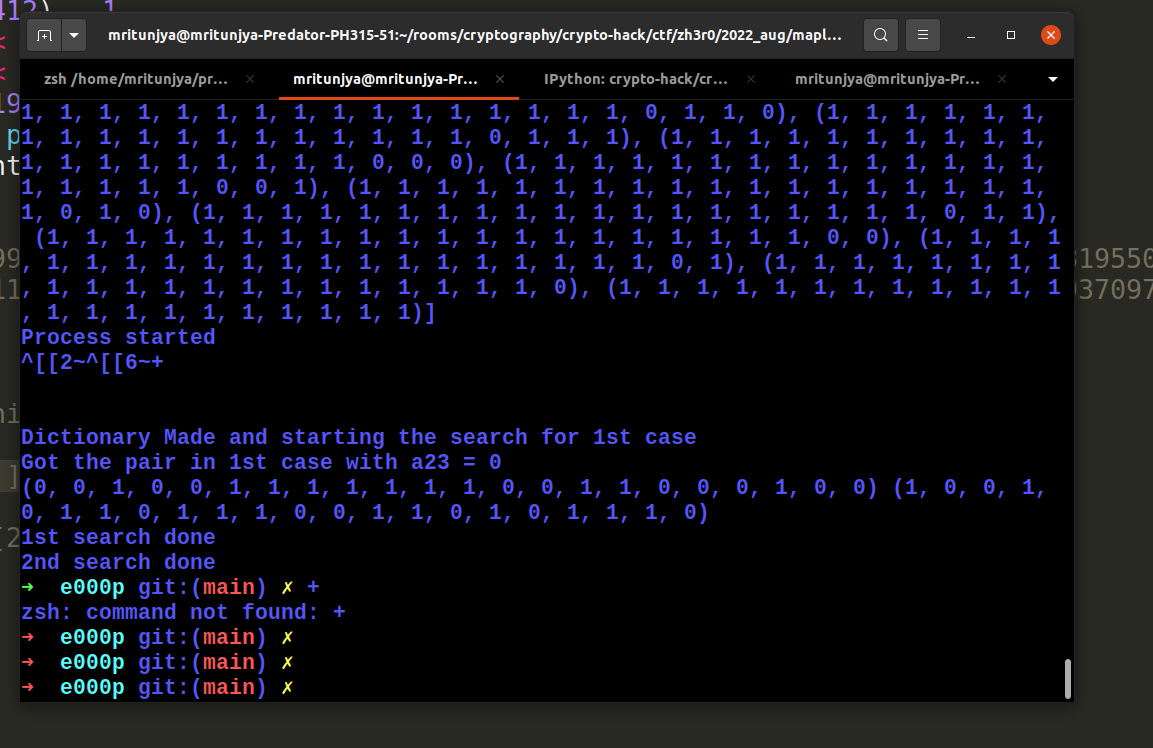 412)   1
mritunjya@mritunjya-Predator-PH315-51:~/rooms/cryptography/crypto-hack/ctf/zh3r0/2022_aug/mapl...
zsh /home/mritunjya/pr... × mritunjya@mritunjya-Pr... × IPython: crypto-hack/cr... × mritunjya@mritunjya-Pr... ×
1, 1, 1, 1, 1, 1, 1, 1, 1, 1, 1, 1, 1, 1, 1, 1, 0, 1, 1, 0), (1, 1, 1, 1, 1, 1,
1, 1, 1, 1, 1, 1, 1, 1, 1, 1, 1, 1, 0, 1, 1, 1), (1, 1, 1, 1, 1, 1, 1, 1, 1, 1,
1, 1, 1, 1, 1, 1, 1, 1, 1, 0, 0, 0), (1, 1, 1, 1, 1, 1, 1, 1, 1, 1, 1, 1, 1, 1,
1, 1, 1, 1, 1, 0, 0, 1), (1, 1, 1, 1, 1, 1, 1, 1, 1, 1, 1, 1, 1, 1, 1, 1, 1, 1,
1, 0, 1, 0), (1, 1, 1, 1, 1, 1, 1, 1, 1, 1, 1, 1, 1, 1, 1, 1, 1, 1, 1, 0, 1, 1),
(1, 1, 1, 1, 1, 1, 1, 1, 1, 1, 1, 1, 1, 1, 1, 1, 1, 1, 1, 1, 0, 0), (1, 1, 1, 1
, 1, 1, 1, 1, 1, 1, 1, 1, 1, 1, 1, 1, 1, 1, 1, 1, 0, 1), (1, 1, 1, 1, 1, 1, 1, 1
, 1, 1, 1, 1, 1, 1, 1, 1, 1, 1, 1, 1, 1, 0), (1, 1, 1, 1, 1, 1, 1, 1, 1, 1, 1, 1
, 1, 1, 1, 1, 1, 1, 1, 1, 1, 1)]
Process started
^[[2~^[[6~+
Dictionary Made and starting the search for 1st case
Got the pair in 1st case with a23 = 0
(0, 0, 1, 0, 0, 1, 1, 1, 1, 1, 1, 1, 0, 0, 1, 1, 0, 0, 0, 1, 0, 0) (1, 0, 0, 1,
0, 1, 1, 0, 1, 1, 1, 0, 0, 1, 1, 0, 1, 0, 1, 1, 1, 0)
1st search done
2nd search done
➜  e000p git:(main) ✗ +
zsh: command not found: +
➜  e000p git:(main) ✗
➜  e000p git:(main) ✗
➜  e000p git:(main) ✗